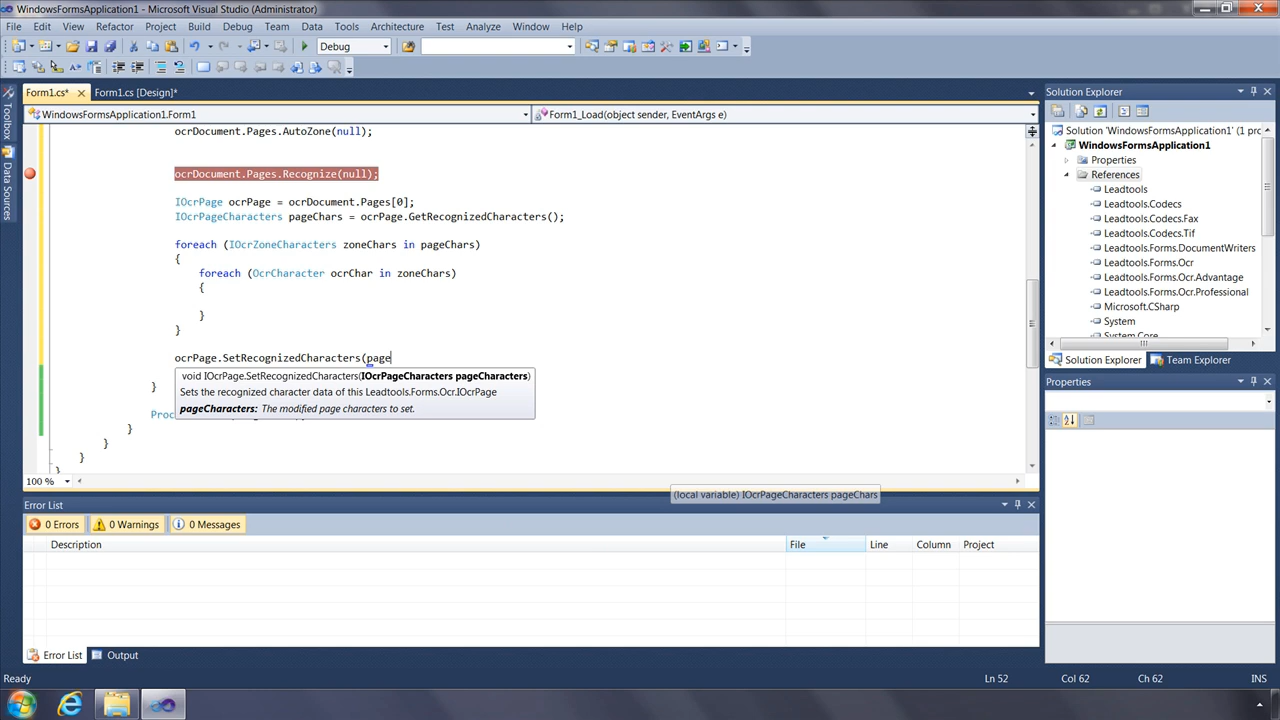 WindowsFormsApplication1 - Microsoft Visual Studio (Administrator)
File Edit View Refactor Project Build Debug Team Data Tools Architecture Test Analyze Window Help
Debug
Form1.cs* Form1.cs [Design]*
WindowsFormsApplication1.Form1 Form1_Load(object sender, EventArgs e)
Toolbox
Data Sources
ocrDocument.Pages.AutoZone(null);
ocrDocument.Pages.Recognize(null);
IOcrPage ocrPage = ocrDocument.Pages[0];
IOcrPageCharacters pageChars = ocrPage.GetRecognizedCharacters();
foreach (IOcrZoneCharacters zoneChars in pageChars)
{
foreach (OcrCharacter ocrChar in zoneChars)
{
}
}
ocrPage.SetRecognizedCharacters(page
void IOcrPage.SetRecognizedCharacters(IOcrPageCharacters pageCharacters)
Sets the recognized character data of this Leadtools.Forms.Ocr.IOcrPage
pageCharacters: The modified page characters to set.
}
Proc
}
}
}
}
100 %
(local variable) IOcrPageCharacters pageChars
Solution Explorer
Solution 'WindowsFormsApplication1' (1 prc
WindowsFormsApplication1
Properties
References
Leadtools
Leadtools.Codecs
Leadtools.Codecs.Fax
Leadtools.Codecs.Tif
Leadtools.Forms.DocumentWriters
Leadtools.Forms.Ocr
Leadtools.Forms.Ocr.Advantage
Leadtools.Forms.Ocr.Professional
Microsoft.CSharp
System
System.Core
Solution Explorer Team Explorer
Properties
Error List
0 Errors 0 Warnings 0 Messages
Description File Line Column Project
Error List Output
Ready Ln 52 Col 62 Ch 62 INS